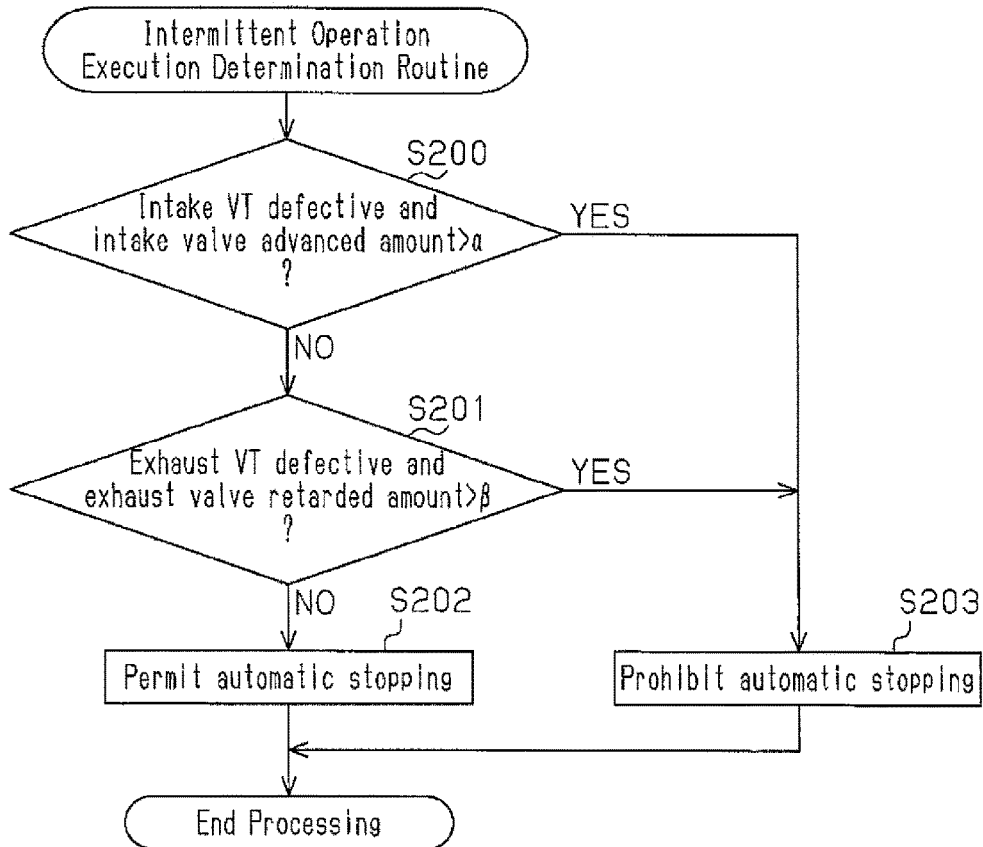 Intermittent Operation
Execution Determination Routine
S200
Intake VT defective and
intake valve advanced amount>α
?
YES
NO
S201
Exhaust VT defective and
exhaust valve retarded amount>β
?
YES
NO
S202
Permit automatic stopping
S203
Prohibit automatic stopping
End Processing